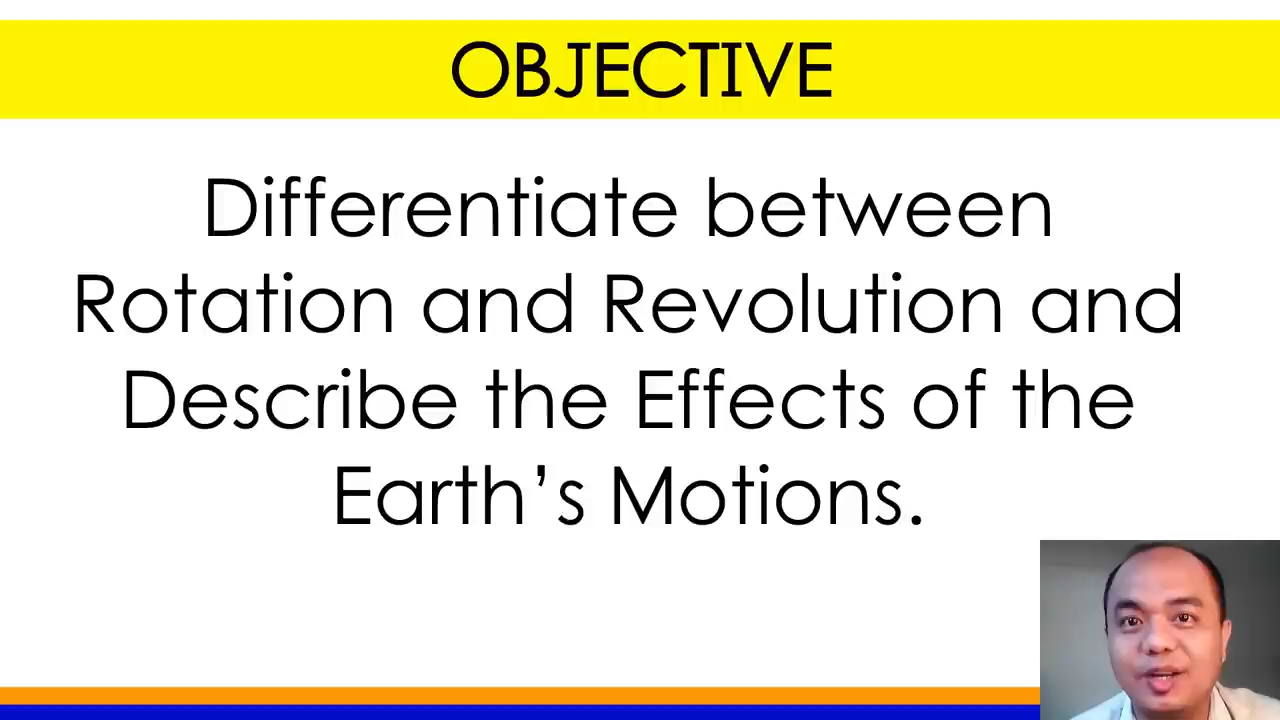 OBJECTIVE
Differentiate between
Rotation and Revolution and
Describe the Effects of the
Earth’s Motions.